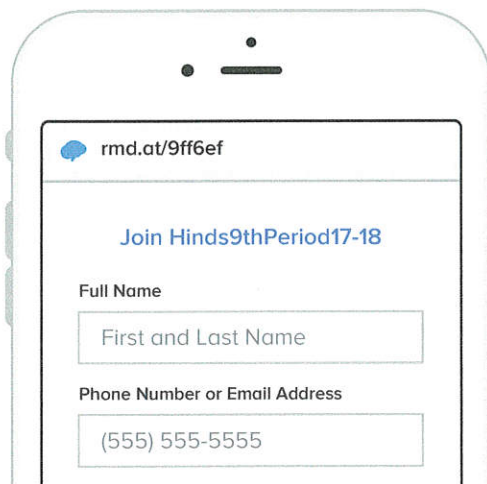 rmd.at/9ff6ef
Join Hinds9thPeriod17-18
Full Name
First and Last Name
Phone Number or Email Address
(555) 555-5555